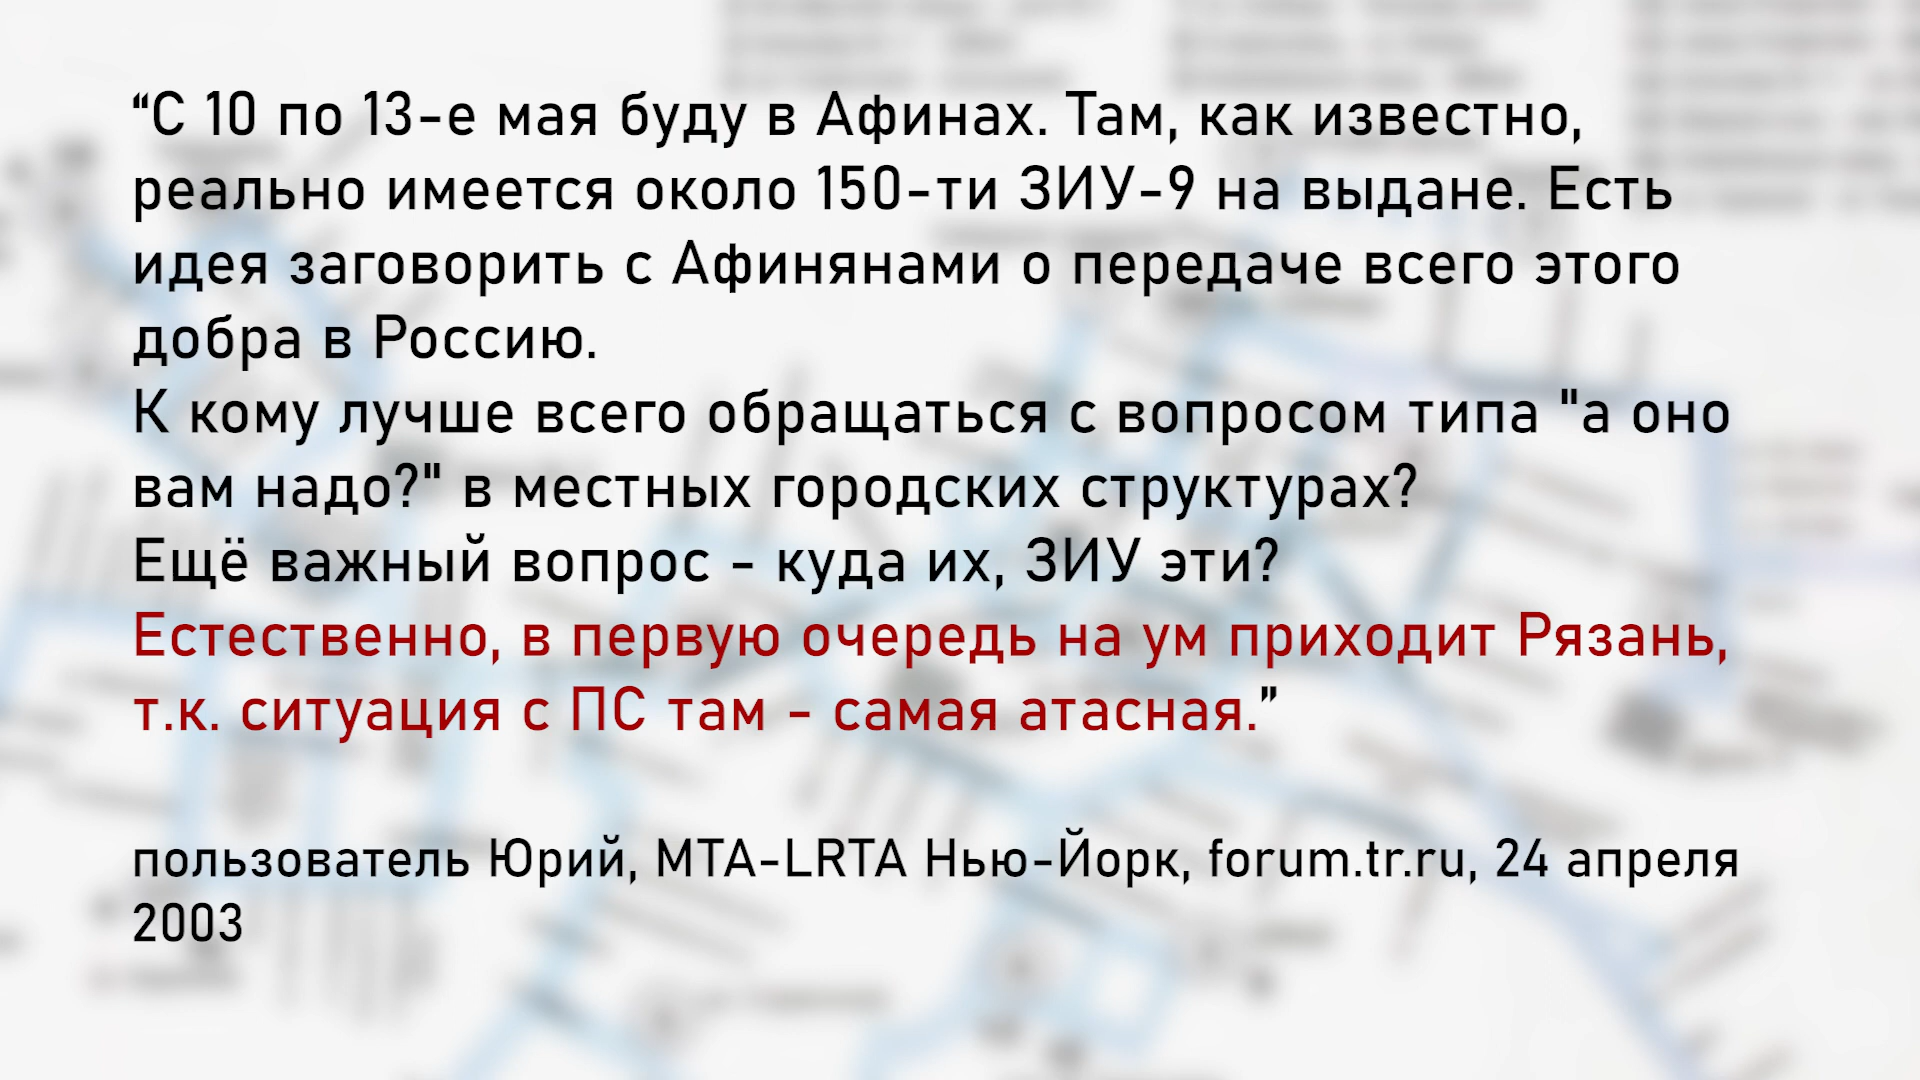 “С 10 по 13-е мая буду в Афинах. Там, как известно,
реально имеется около 150-ти ЗИУ-9 на выдане. Есть
идея заговорить с Афинянами о передаче всего этого
добра в Россию.
К кому лучше всего обращаться с вопросом типа "а оно
вам надо?" в местных городских структурах?
Ещё важный вопрос - куда их, ЗИУ эти?
Естественно, в первую очередь на ум приходит Рязань,
т.к. ситуация с ПС там - самая атасная.”
пользователь Юрий, МТА-LRTA Нью-Йорк, forum.tr.ru, 24 апреля
2003